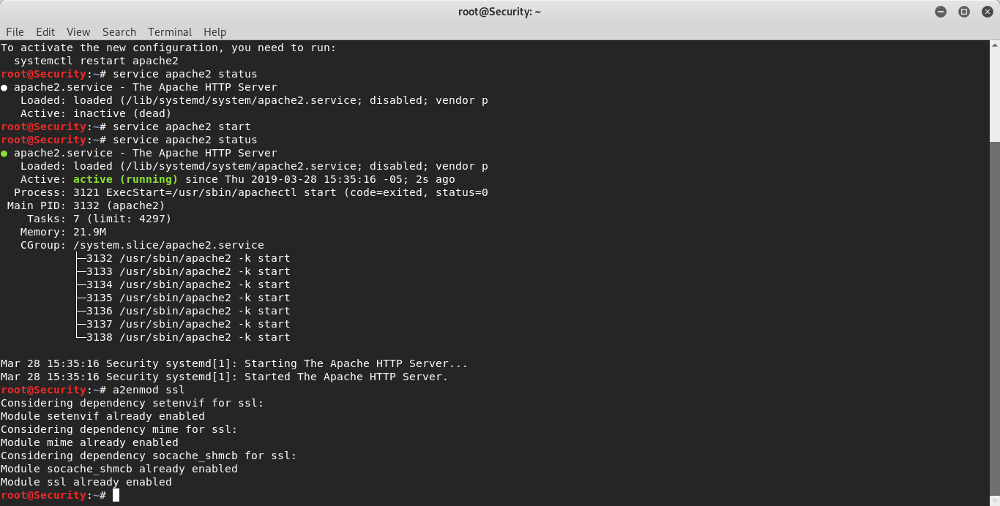 root@Security: ~
File Edit View Search Terminal Help
To activate the new configuration, you need to run:
  systemctl restart apache2
root@Security:~# service apache2 status
● apache2.service - The Apache HTTP Server
   Loaded: loaded (/lib/systemd/system/apache2.service; disabled; vendor p
   Active: inactive (dead)
root@Security:~# service apache2 start
root@Security:~# service apache2 status
● apache2.service - The Apache HTTP Server
   Loaded: loaded (/lib/systemd/system/apache2.service; disabled; vendor p
   Active: active (running) since Thu 2019-03-28 15:35:16 -05; 2s ago
  Process: 3121 ExecStart=/usr/sbin/apachectl start (code=exited, status=0
 Main PID: 3132 (apache2)
    Tasks: 7 (limit: 4297)
   Memory: 21.9M
   CGroup: /system.slice/apache2.service
           ├─3132 /usr/sbin/apache2 -k start
           ├─3133 /usr/sbin/apache2 -k start
           ├─3134 /usr/sbin/apache2 -k start
           ├─3135 /usr/sbin/apache2 -k start
           ├─3136 /usr/sbin/apache2 -k start
           ├─3137 /usr/sbin/apache2 -k start
           └─3138 /usr/sbin/apache2 -k start

Mar 28 15:35:16 Security systemd[1]: Starting The Apache HTTP Server...
Mar 28 15:35:16 Security systemd[1]: Started The Apache HTTP Server.
root@Security:~# a2enmod ssl
Considering dependency setenvif for ssl:
Module setenvif already enabled
Considering dependency mime for ssl:
Module mime already enabled
Considering dependency socache_shmcb for ssl:
Module socache_shmcb already enabled
Module ssl already enabled
root@Security:~#